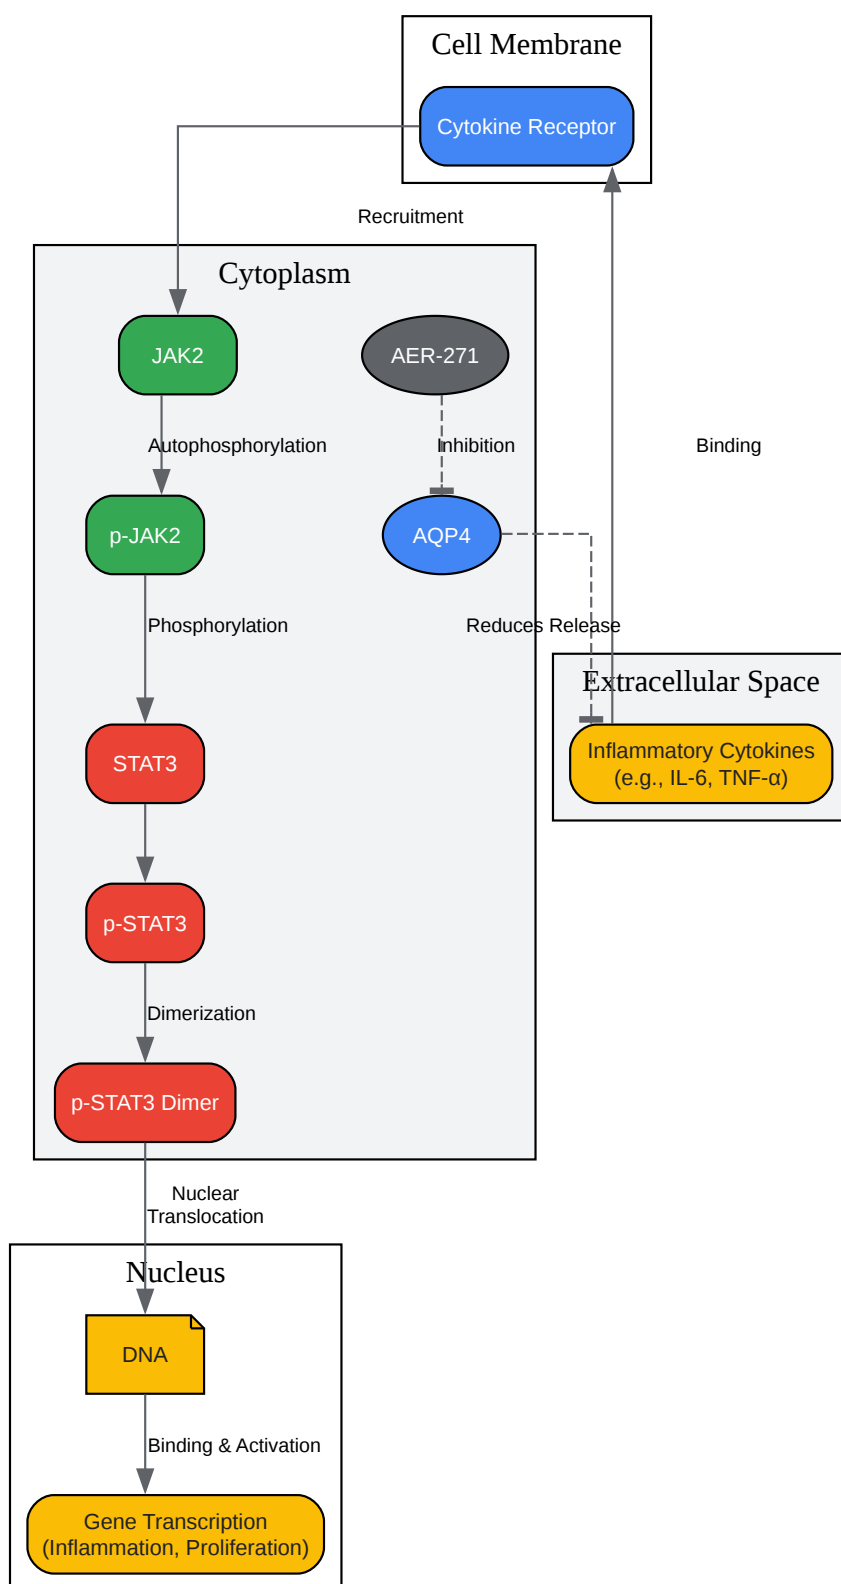 Cell Membrane
Cytokine Receptor
Recruitment
Cytoplasm
JAK2
AER-271
Autophosphorylation
Inhibition
Binding
p-JAK2
AQP4
Phosphorylation
Reduces Release
Extracellular Space
STAT3
Inflammatory Cytokines
(e.g., IL-6, TNF-α)
p-STAT3
Dimerization
p-STAT3 Dimer
Nuclear
Translocation
Nucleus
DNA
Binding & Activation
Gene Transcription
(Inflammation, Proliferation)